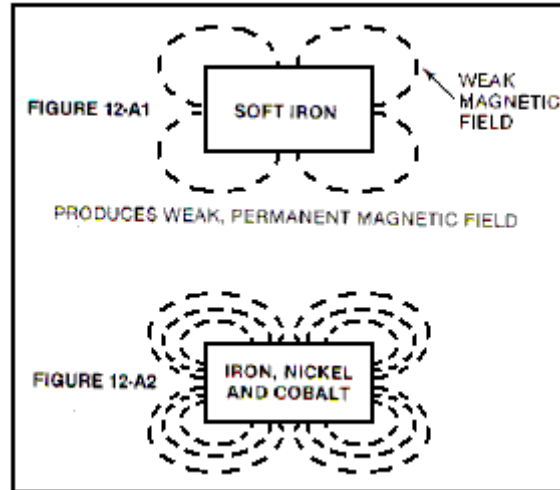 FIGURE 12-A1
SOFT IRON
WEAK
MAGNETIC
FIELD
PRODUCES WEAK, PERMANENT MAGNETIC FIELD
FIGURE 12-A2
IRON, NICKEL
AND COBALT